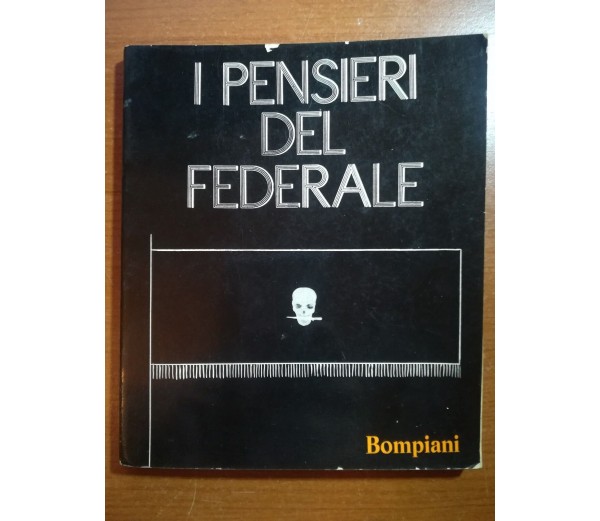 I PENSIERI
DEL
FEDERALE
Bompiani